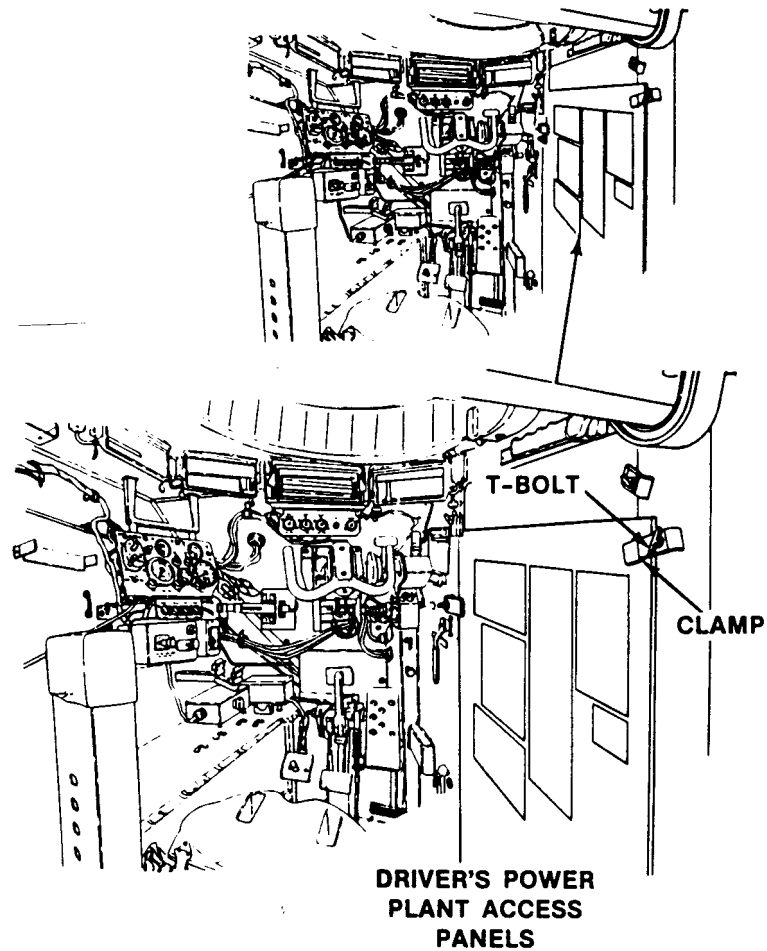 T-BOLT
CLAMP
DRIVER'S POWER
PLANT ACCESS
PANELS